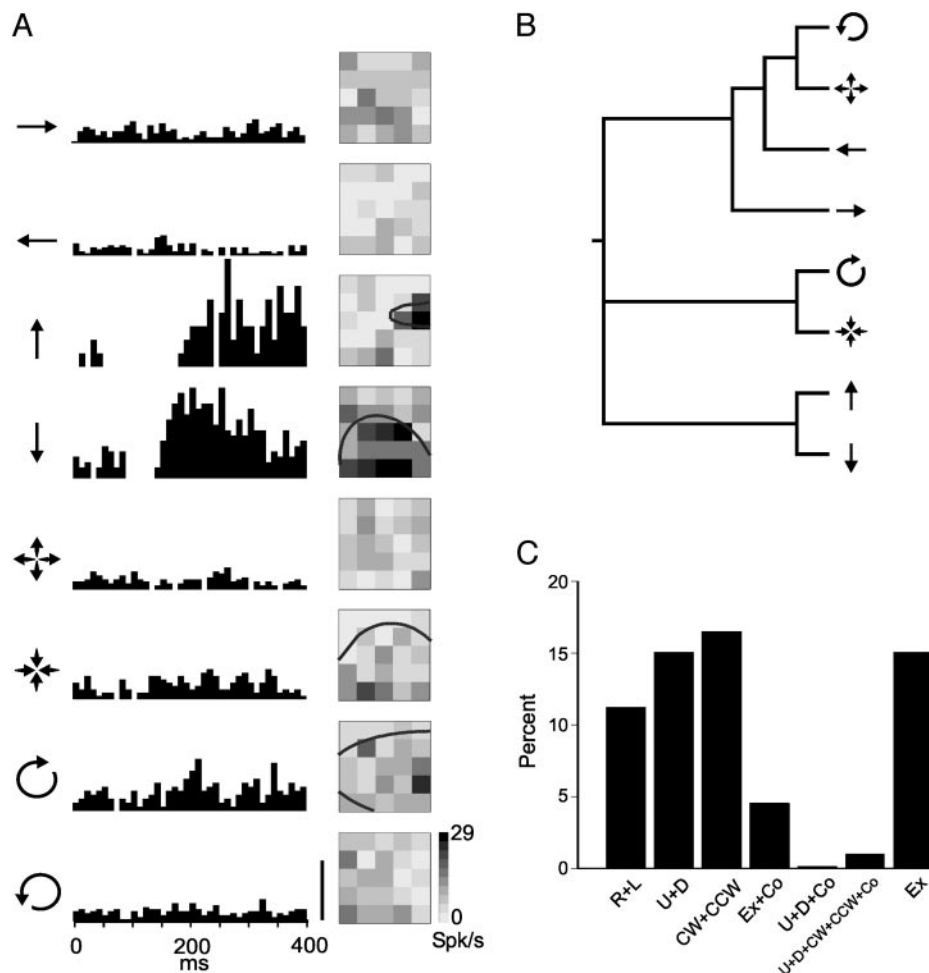 A
B
29
0
Spk/s
0
200
400
ms
C
20
15
10
5
0
Percent
R+L
U+D
CW+CCW
Ex+Co
U+D+Co
U+D+CW+CCW+Co
Ex